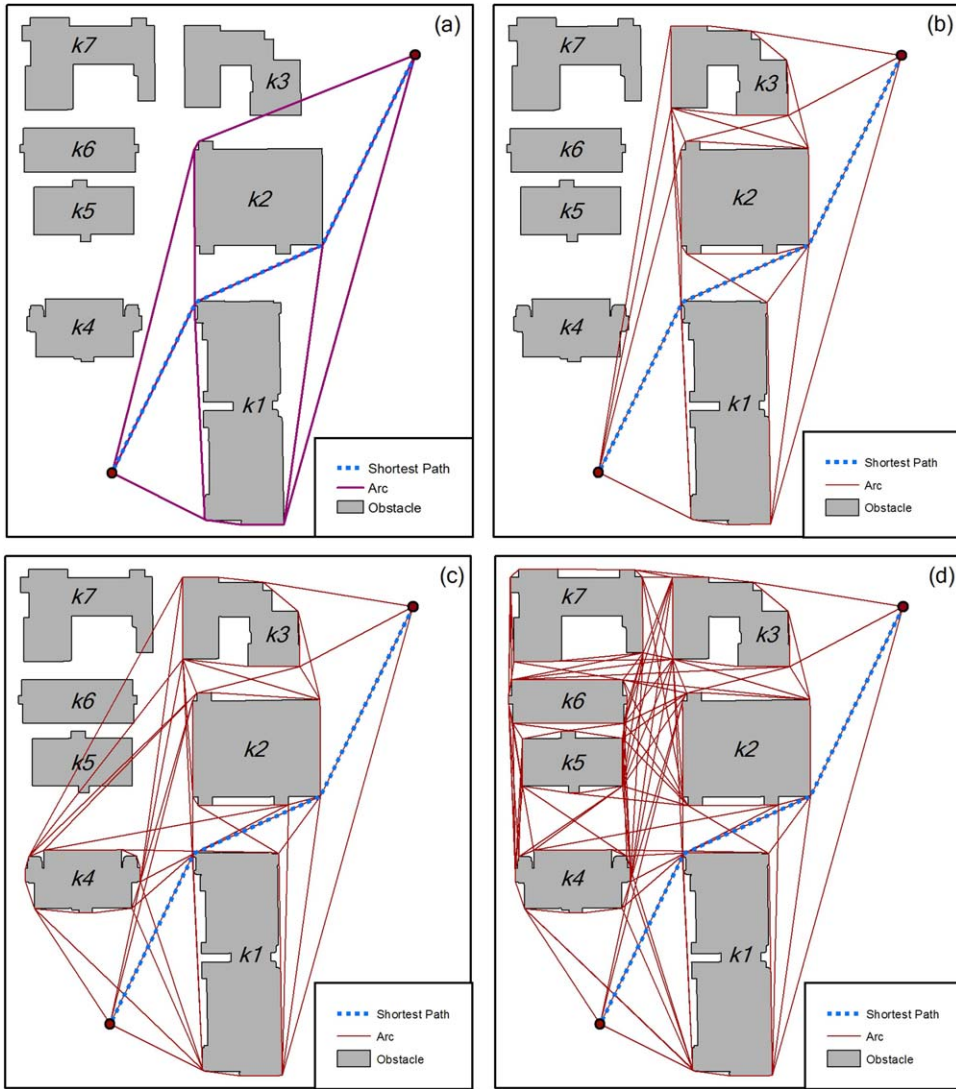 (a)
k7
k3
k6
k2
k5
k4
k1
Shortest Path
Arc
Obstacle
(b)
k7
k3
k6
k2
k5
k4
k1
Shortest Path
Arc
Obstacle
(c)
k7
k3
k6
k2
k5
k4
k1
Shortest Path
Arc
Obstacle
(d)
k7
k3
k6
k2
k5
k4
k1
Shortest Path
Arc
Obstacle